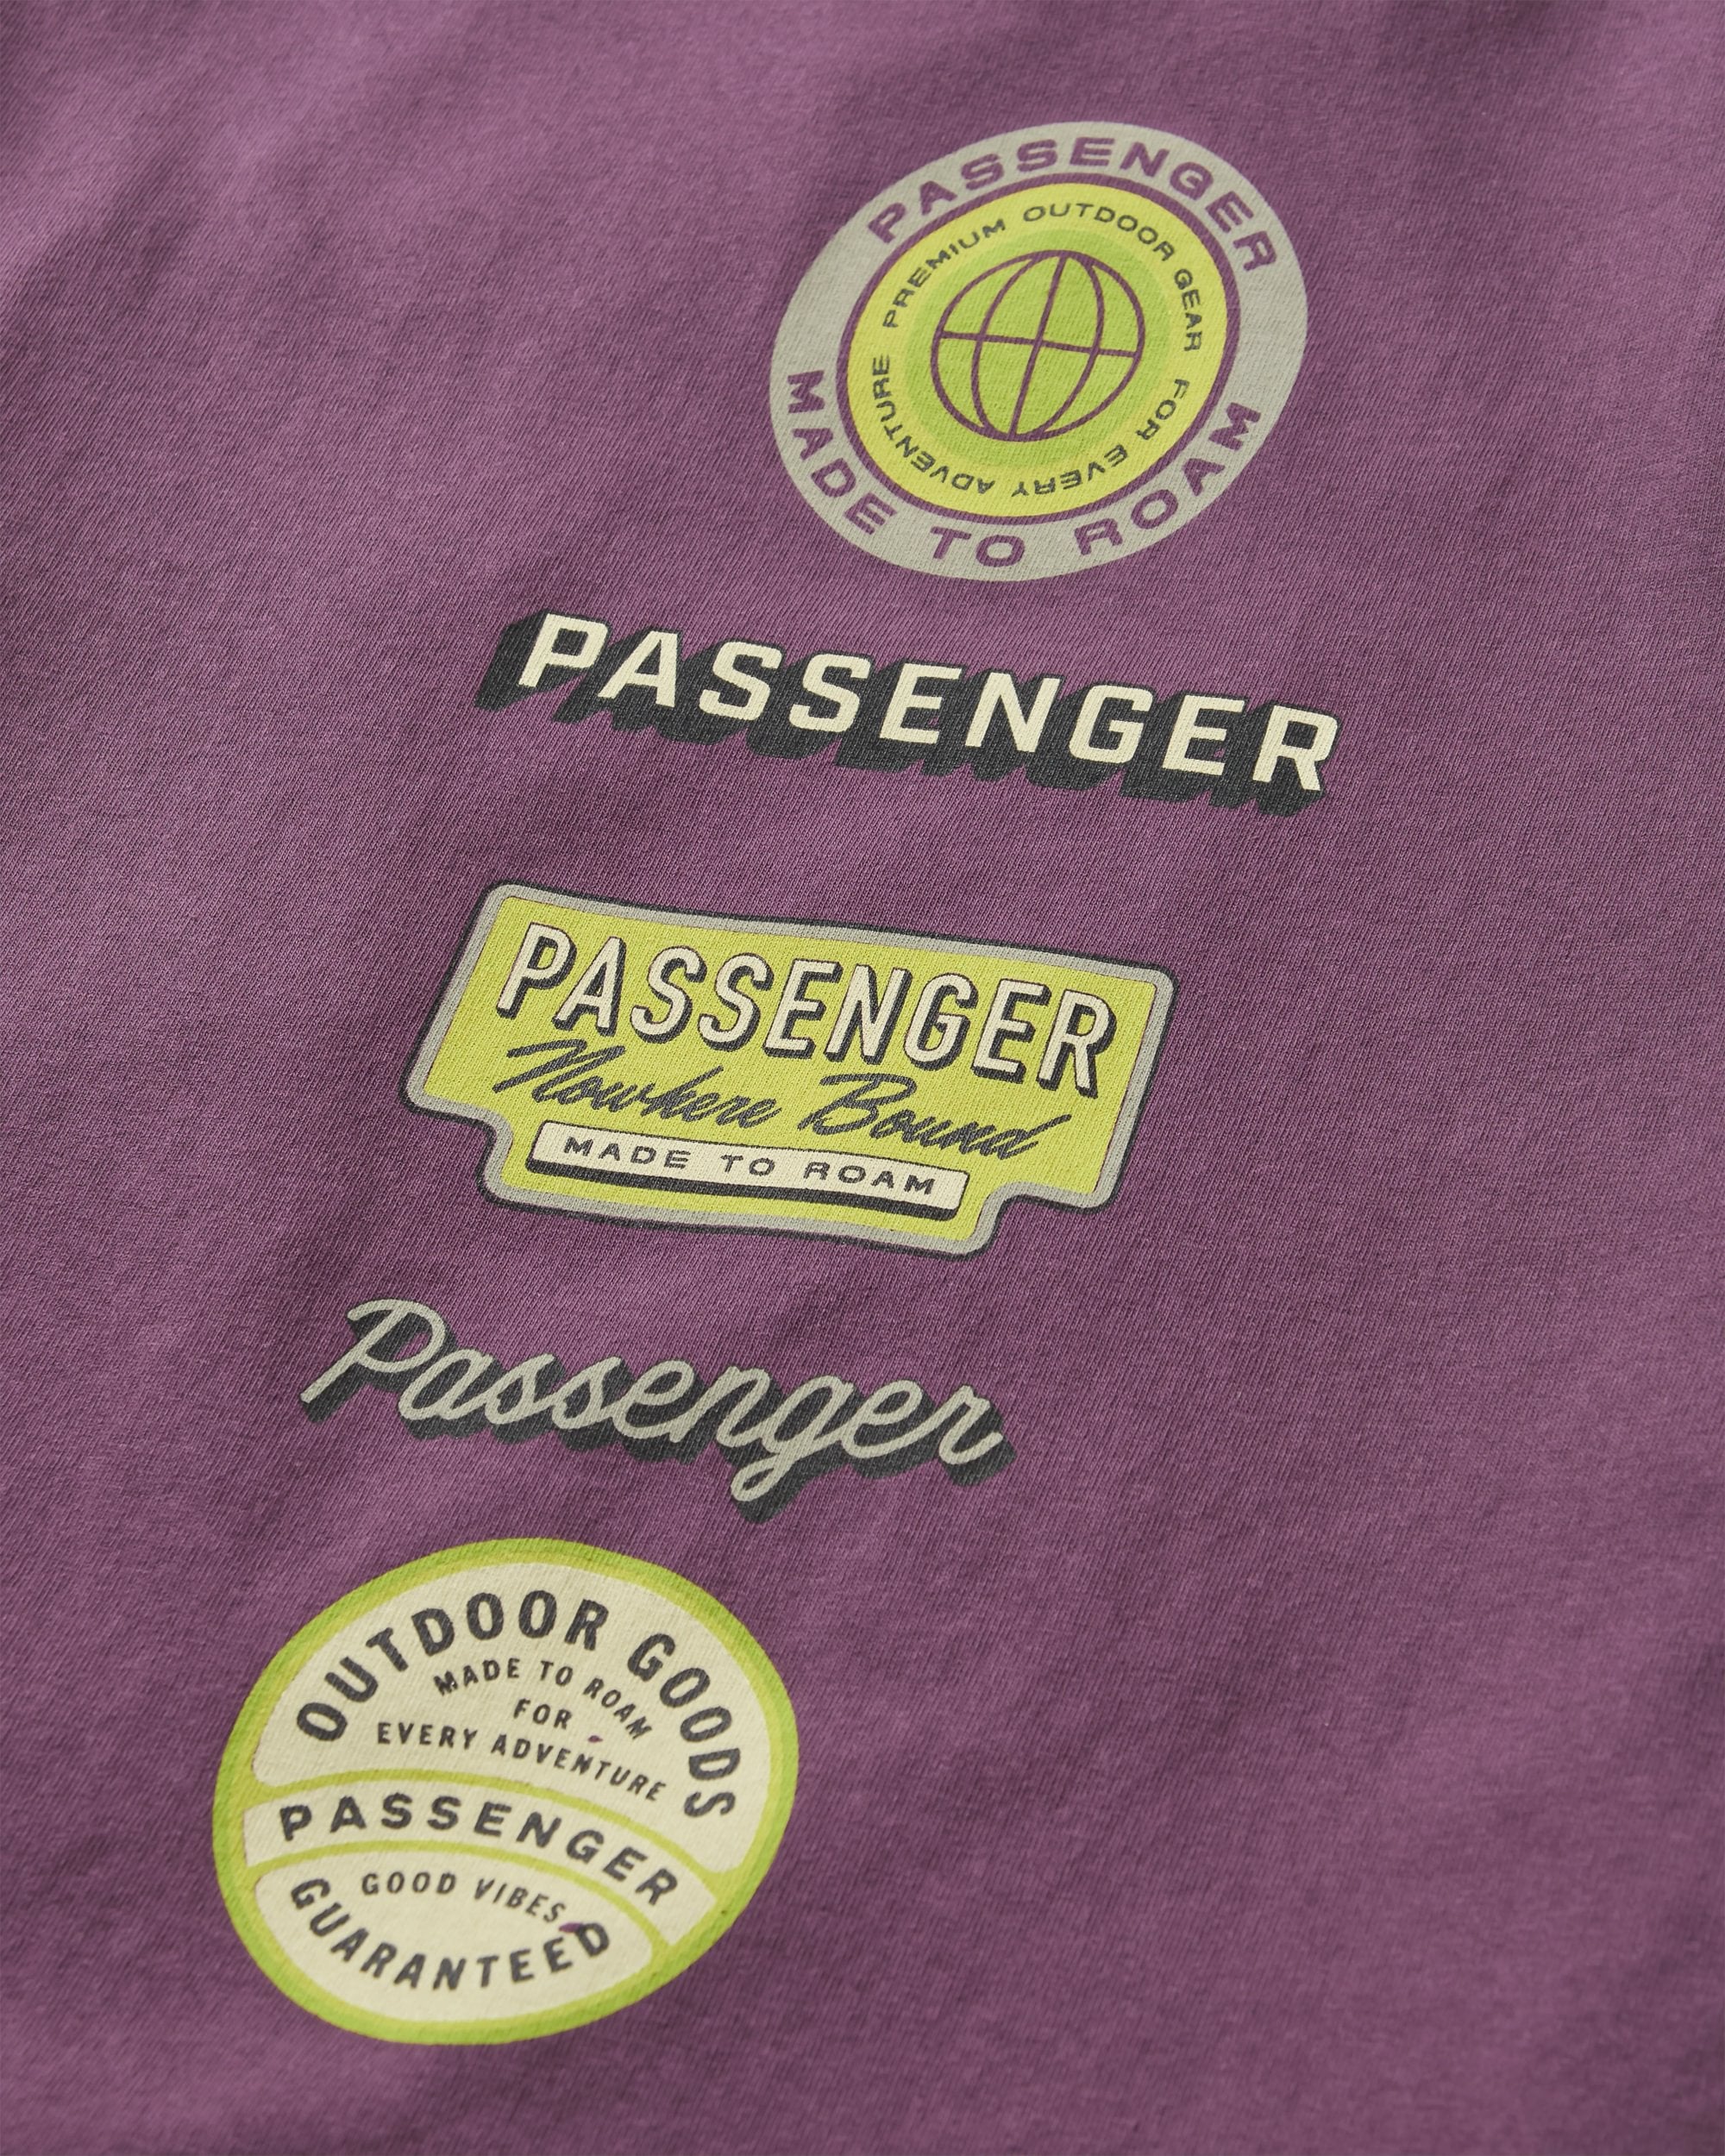 PASSENGER
PREMIUM OUTDOOR GEAR
FOR EVERY ADVENTURE
MADE TO ROAM
PASSENGER
PASSENGER
Nowhere Bound
MADE TO ROAM
Passenger
OUTDOOR GOODS
MADE TO ROAM
FOR
EVERY ADVENTURE
PASSENGER
GOOD VIBES
GUARANTEED